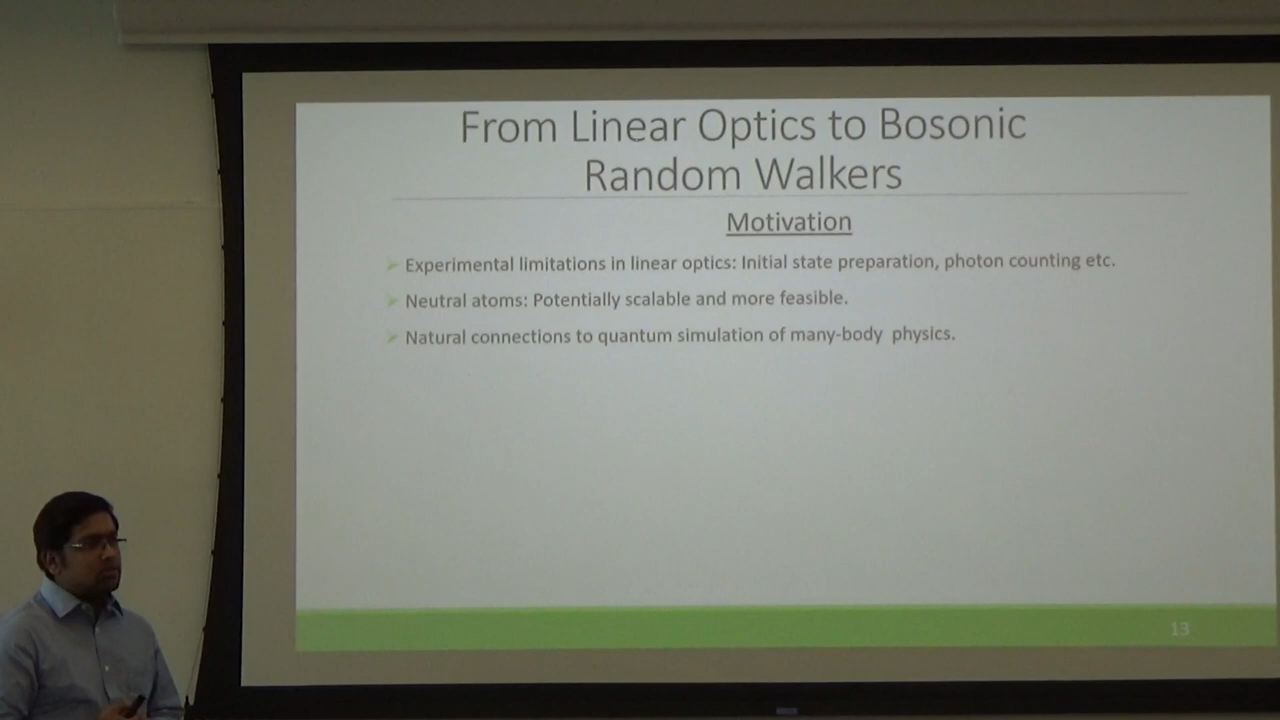 From Linear Optics to Bosonic
Random Walkers
Motivation
Experimental limitations in linear optics: Initial state preparation, photon counting etc.
Neutral atoms: Potentially scalable and more feasible.
Natural connections to quantum simulation of many-body physics.
13